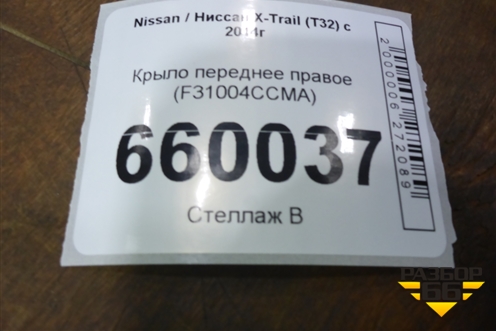 Nissan / Ниссан X-Trail (T32) с
2014г
Крыло переднее правое
(F31004CCMA)
660037
Стеллаж B
2000006272089
РАЗБОР
66